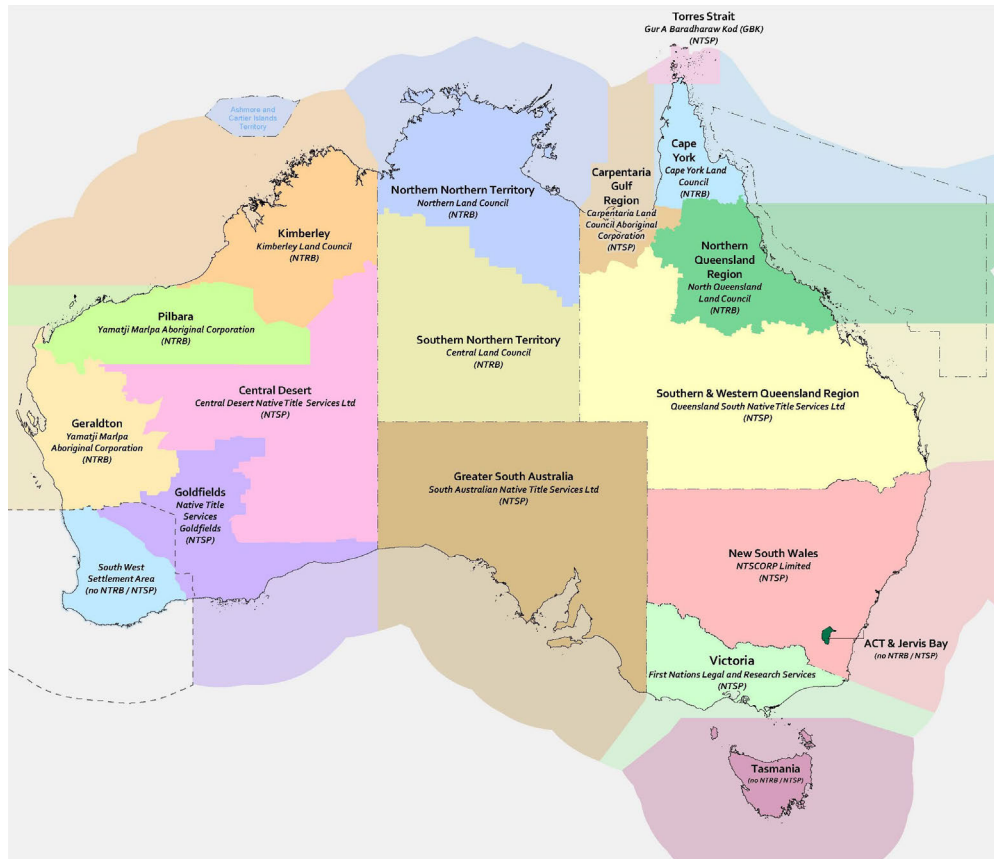 Torres Strait
Gur A Baradharaw Kod (GBK)
(NTSP)
Ashmore and
Cartier Islands
Territory
Cape
York
Cape York Land
Council
(NTRB)
Carpentaria
Gulf
Region
Carpentaria Land
Council Aboriginal
Corporation
(NTSP)
Northern Northern Territory
Northern Land Council
(NTRB)
Kimberley
Kimberley Land Council
(NTRB)
Northern
Queensland
Region
North Queensland
Land Council
(NTRB)
Pilbara
Yamatji Marlpa Aboriginal Corporation
(NTRB)
Southern Northern Territory
Central Land Council
(NTRB)
Central Desert
Central Desert Native Title Services Ltd
(NTSP)
Southern & Western Queensland Region
Queensland South Native Title Services Ltd
(NTSP)
Geraldton
Yamatji Marlpa
Aboriginal Corporation
(NTRB)
Greater South Australia
South Australian Native Title Services Ltd
(NTSP)
Goldfields
Native Title
Services
Goldfields
(NTSP)
New South Wales
NTSCORP Limited
(NTSP)
South West
Settlement Area
(no NTRB / NTSP)
ACT & Jervis Bay
(no NTRB / NTSP)
Victoria
First Nations Legal and Research Services
(NTSP)
Tasmania
(no NTRB / NTSP)